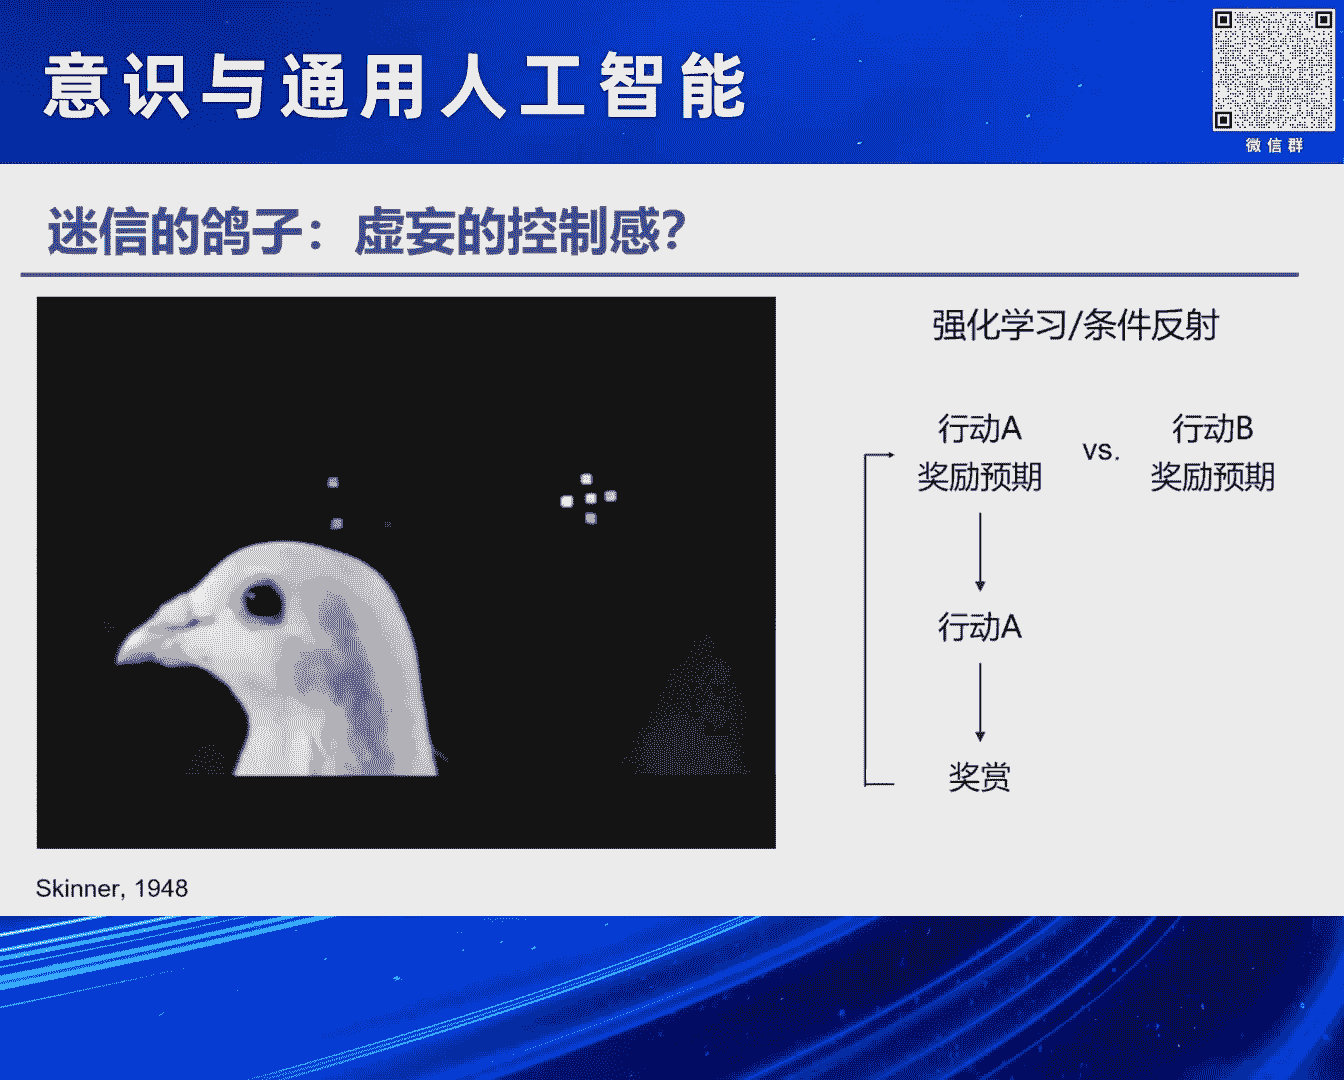 意识与通用人工智能
微信群
迷信的鸽子：虚妄的控制感？
强化学习/条件反射
行动A
奖励预期
vs.
行动B
奖励预期
行动A
奖赏
Skinner, 1948